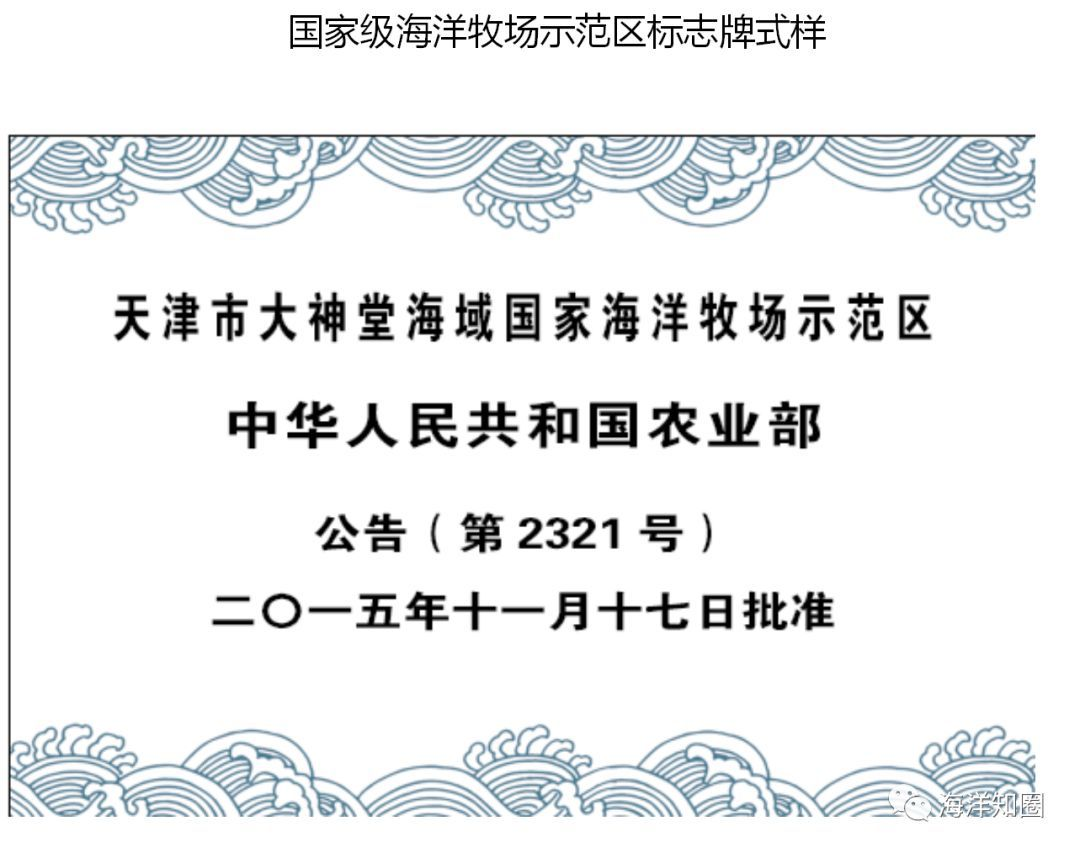 国家级海洋牧场示范区标志牌式样
天津市大神堂海域国家海洋牧场示范区
中华人民共和国农业部
公告（第 2321 号）
二〇一五年十一月十七日批准
海洋知圈